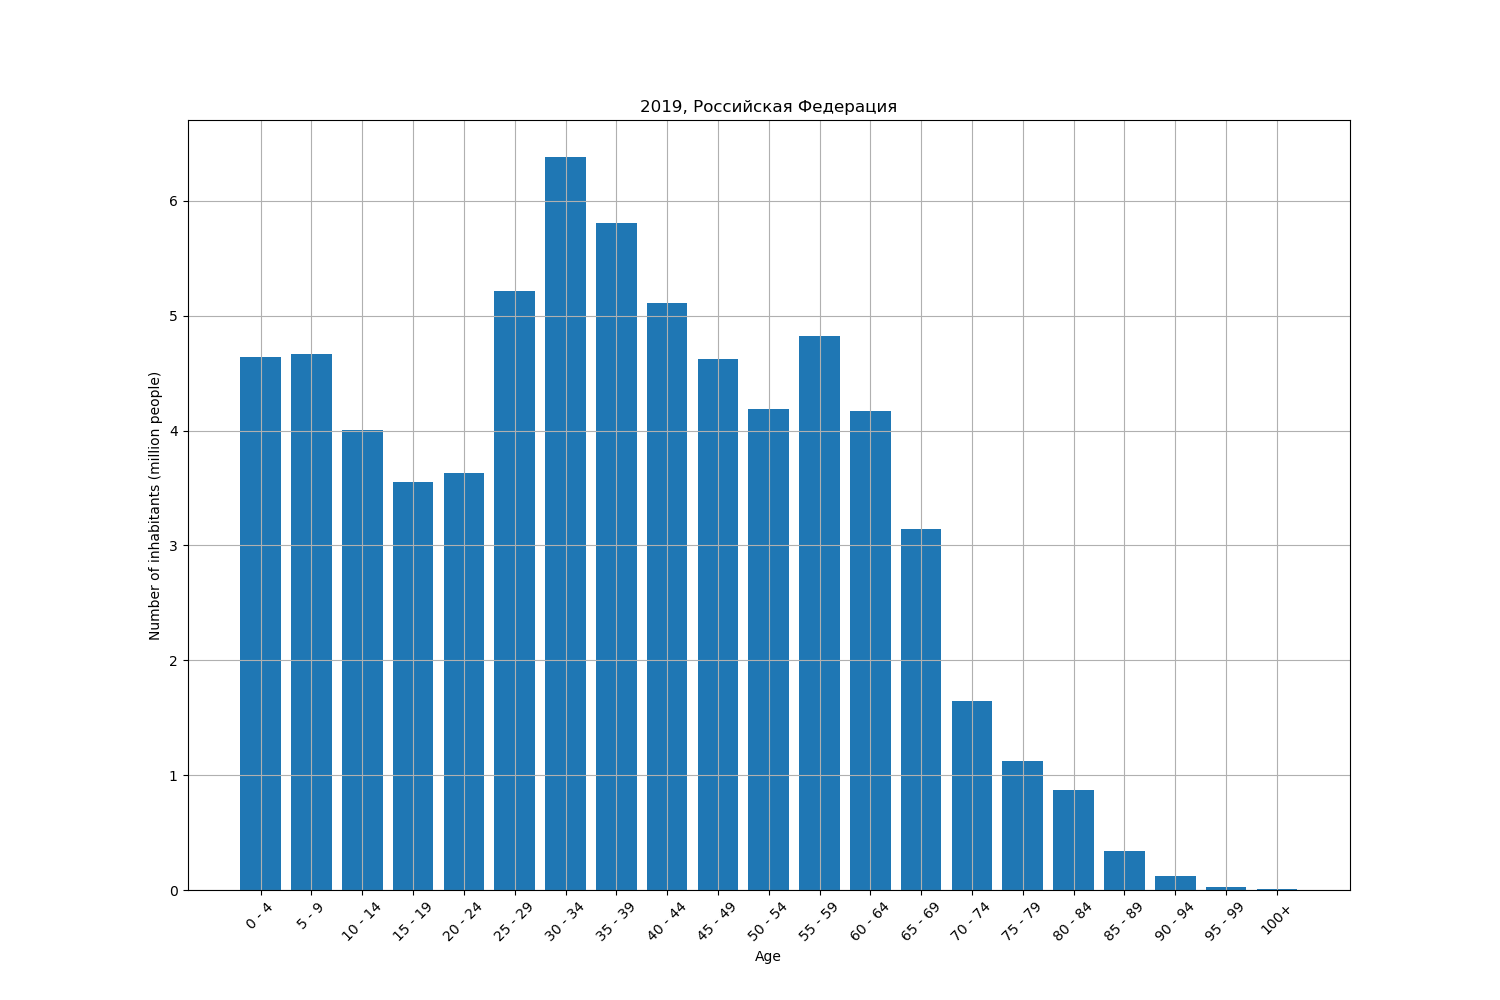 2019, Российская Федерация
Number of inhabitants (million people)
6
5
4
3
2
1
0
0 - 4
5 - 9
10 - 14
15 - 19
20 - 24
25 - 29
30 - 34
35 - 39
40 - 44
45 - 49
50 - 54
55 - 59
60 - 64
65 - 69
70 - 74
75 - 79
80 - 84
85 - 89
90 - 94
95 - 99
100+
Age